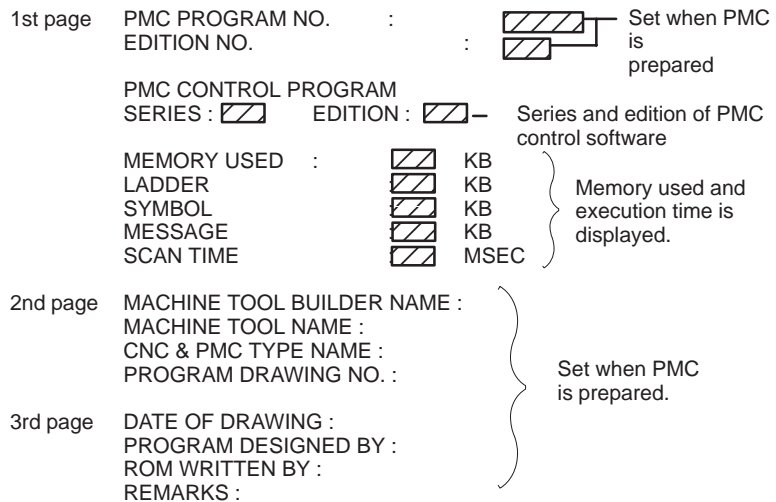 1st page PMC PROGRAM NO. : Set when PMC
EDITION NO. : is
prepared
PMC CONTROL PROGRAM
SERIES : EDITION : Series and edition of PMC
control software
MEMORY USED : KB
LADDER : KB
SYMBOL : KB
MESSAGE : KB
SCAN TIME : MSEC
Memory used and
execution time is
displayed.
2nd page MACHINE TOOL BUILDER NAME :
MACHINE TOOL NAME :
CNC & PMC TYPE NAME :
PROGRAM DRAWING NO. :
3rd page DATE OF DRAWING :
PROGRAM DESIGNED BY :
ROM WRITTEN BY :
REMARKS :
Set when PMC
is prepared.